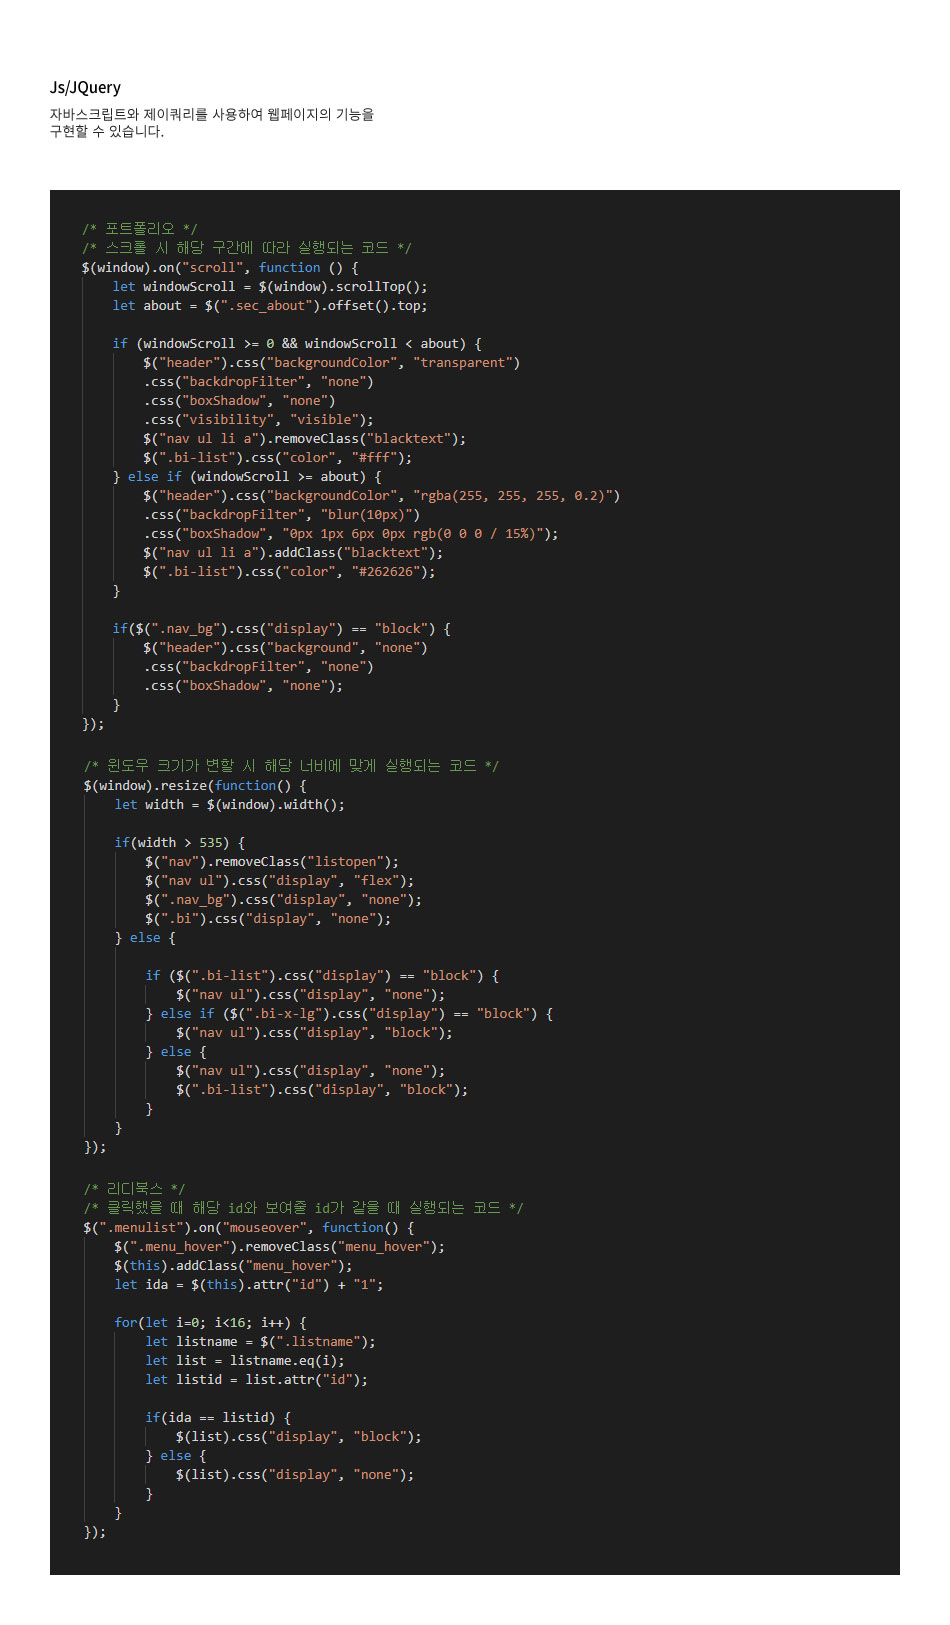 Js/JQuery
자바스크립트와 제이쿼리를 사용하여 웹페이지의 기능을
구현할 수 있습니다.
/* 포트폴리오 */
/* 스크롤 시 해당 구간에 따라 실행되는 코드 */
$(window).on("scroll", function () {
    let windowScroll = $(window).scrollTop();
    let about = $(".sec_about").offset().top;

    if (windowScroll >= 0 && windowScroll < about) {
        $("header").css("backgroundColor", "transparent")
        .css("backdropFilter", "none")
        .css("boxShadow", "none")
        .css("visibility", "visible");
        $("nav ul li a").removeClass("blacktext");
        $(".bi-list").css("color", "#fff");
    } else if (windowScroll >= about) {
        $("header").css("backgroundColor", "rgba(255, 255, 255, 0.2)")
        .css("backdropFilter", "blur(10px)")
        .css("boxShadow", "0px 1px 6px 0px rgb(0 0 0 / 15%)");
        $("nav ul li a").addClass("blacktext");
        $(".bi-list").css("color", "#262626");
    }

    if($(".nav_bg").css("display") == "block") {
        $("header").css("background", "none")
        .css("backdropFilter", "none")
        .css("boxShadow", "none");
    }
});

/* 윈도우 크기가 변할 시 해당 너비에 맞게 실행되는 코드 */
$(window).resize(function() {
    let width = $(window).width();

    if(width > 535) {
        $("nav").removeClass("listopen");
        $("nav ul").css("display", "flex");
        $(".nav_bg").css("display", "none");
        $(".bi").css("display", "none");
    } else {

        if ($(".bi-list").css("display") == "block") {
            $("nav ul").css("display", "none");
        } else if ($(".bi-x-lg").css("display") == "block") {
            $("nav ul").css("display", "block");
        } else {
            $("nav ul").css("display", "none");
            $(".bi-list").css("display", "block");
        }
    }
});

/* 리디북스 */
/* 클릭했을 때 해당 id와 보여줄 id가 같을 때 실행되는 코드 */
$(".menulist").on("mouseover", function() {
    $(".menu_hover").removeClass("menu_hover");
    $(this).addClass("menu_hover");
    let ida = $(this).attr("id") + "1";

    for(let i=0; i<16; i++) {
        let listname = $(".listname");
        let list = listname.eq(i);
        let listid = list.attr("id");

        if(ida == listid) {
            $(list).css("display", "block");
        } else {
            $(list).css("display", "none");
        }
    }
});